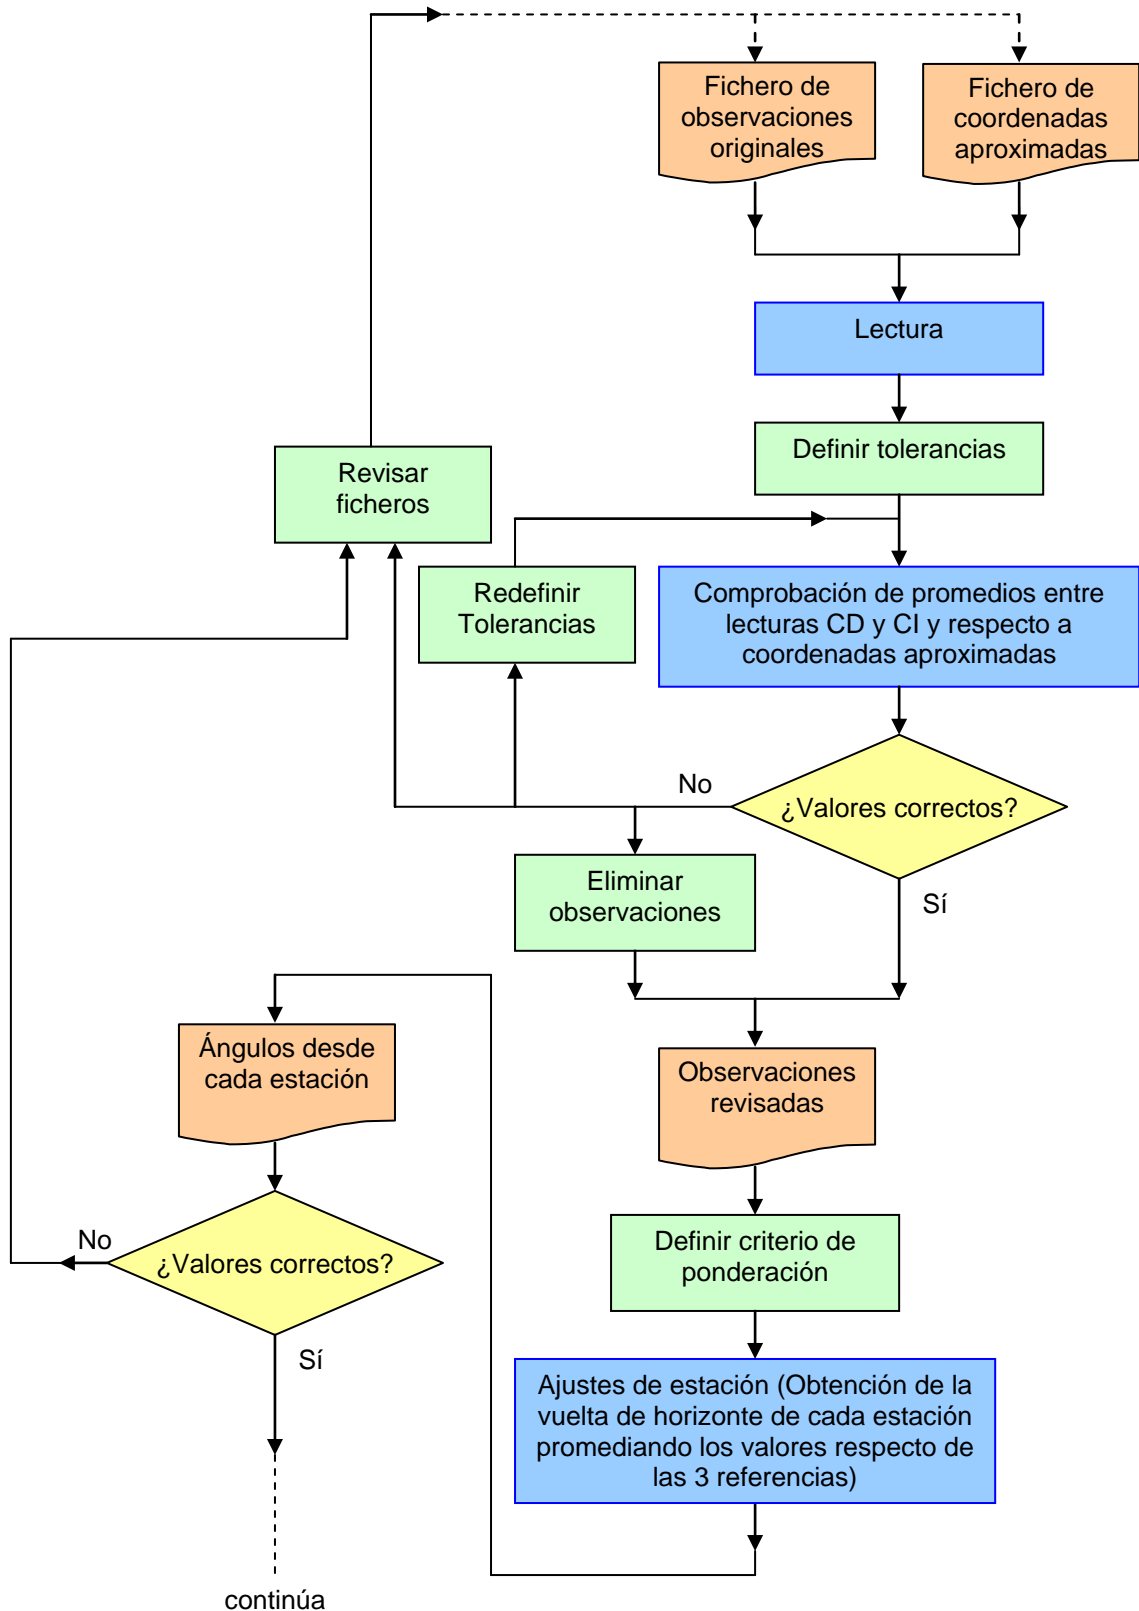 Fichero de
observaciones
originales
Fichero de
coordenadas
aproximadas
Lectura
Definir tolerancias
Revisar
ficheros
Redefinir
Tolerancias
Comprobación de promedios entre
lecturas CD y CI y respecto a
coordenadas aproximadas
No
¿Valores correctos?
Eliminar
observaciones
Sí
Ángulos desde
cada estación
Observaciones
revisadas
No
¿Valores correctos?
Definir criterio de
ponderación
Sí
Ajustes de estación (Obtención de la
vuelta de horizonte de cada estación
promediando los valores respecto de
las 3 referencias)
continúa